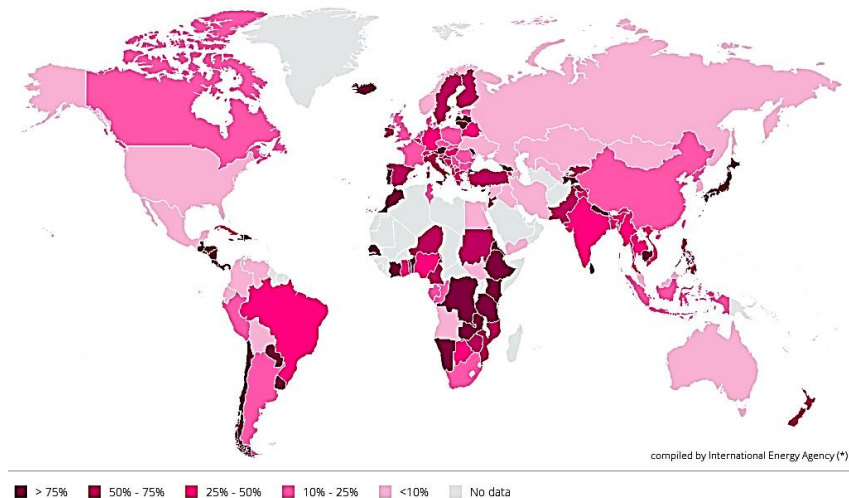 compiled by International Energy Agency (*)
> 75% 50% - 75% 25% - 50% 10% - 25% <10% No data